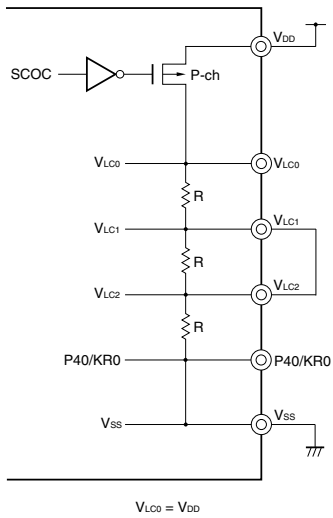 VDD
SCOC
P-ch
VLC0 VLC0
R
VLC1 VLC1
R
VLC2 VLC2
R
P40/KR0 P40/KR0
VSS VSS
VLC0 = VDD